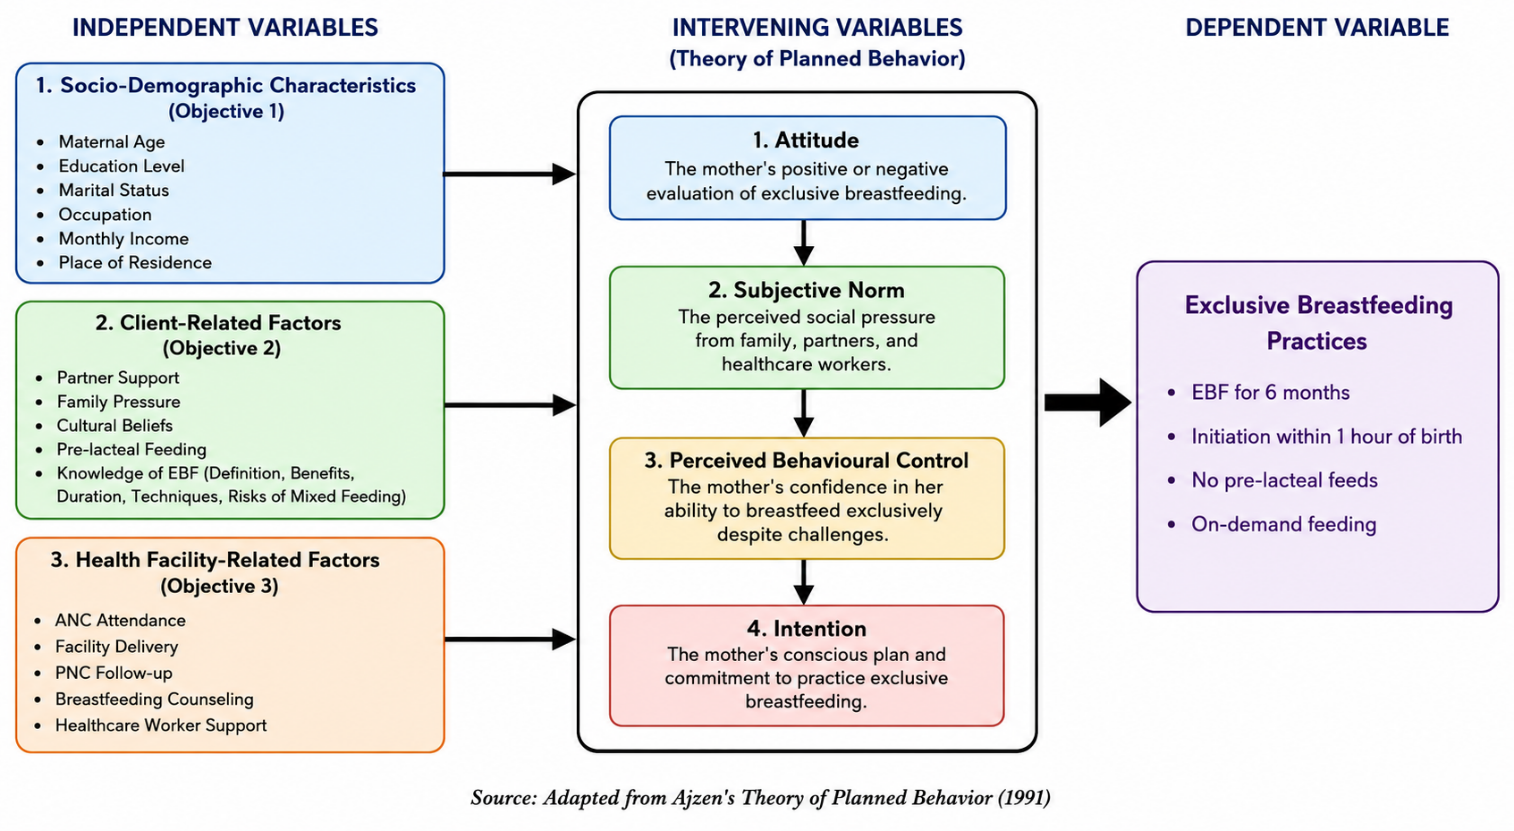 INDEPENDENT VARIABLES
1. Socio-Demographic Characteristics
(Objective 1)
• Maternal Age
• Education Level
• Marital Status
• Occupation
• Monthly Income
• Place of Residence
2. Client-Related Factors
(Objective 2)
• Partner Support
• Family Pressure
• Cultural Beliefs
• Pre-lacteal Feeding
• Knowledge of EBF (Definition, Benefits,
Duration, Techniques, Risks of Mixed Feeding)
3. Health Facility-Related Factors
(Objective 3)
• ANC Attendance
• Facility Delivery
• PNC Follow-up
• Breastfeeding Counseling
• Healthcare Worker Support
INTERVENING VARIABLES
(Theory of Planned Behavior)
1. Attitude
The mother's positive or negative
evaluation of exclusive breastfeeding.
2. Subjective Norm
The perceived social pressure
from family, partners, and
healthcare workers.
3. Perceived Behavioural Control
The mother's confidence in her
ability to breastfeed exclusively
despite challenges.
4. Intention
The mother's conscious plan and
commitment to practice exclusive
breastfeeding.
DEPENDENT VARIABLE
Exclusive Breastfeeding
Practices
• EBF for 6 months
• Initiation within 1 hour of birth
• No pre-lacteal feeds
• On-demand feeding
Source: Adapted from Ajzen's Theory of Planned Behavior (1991)